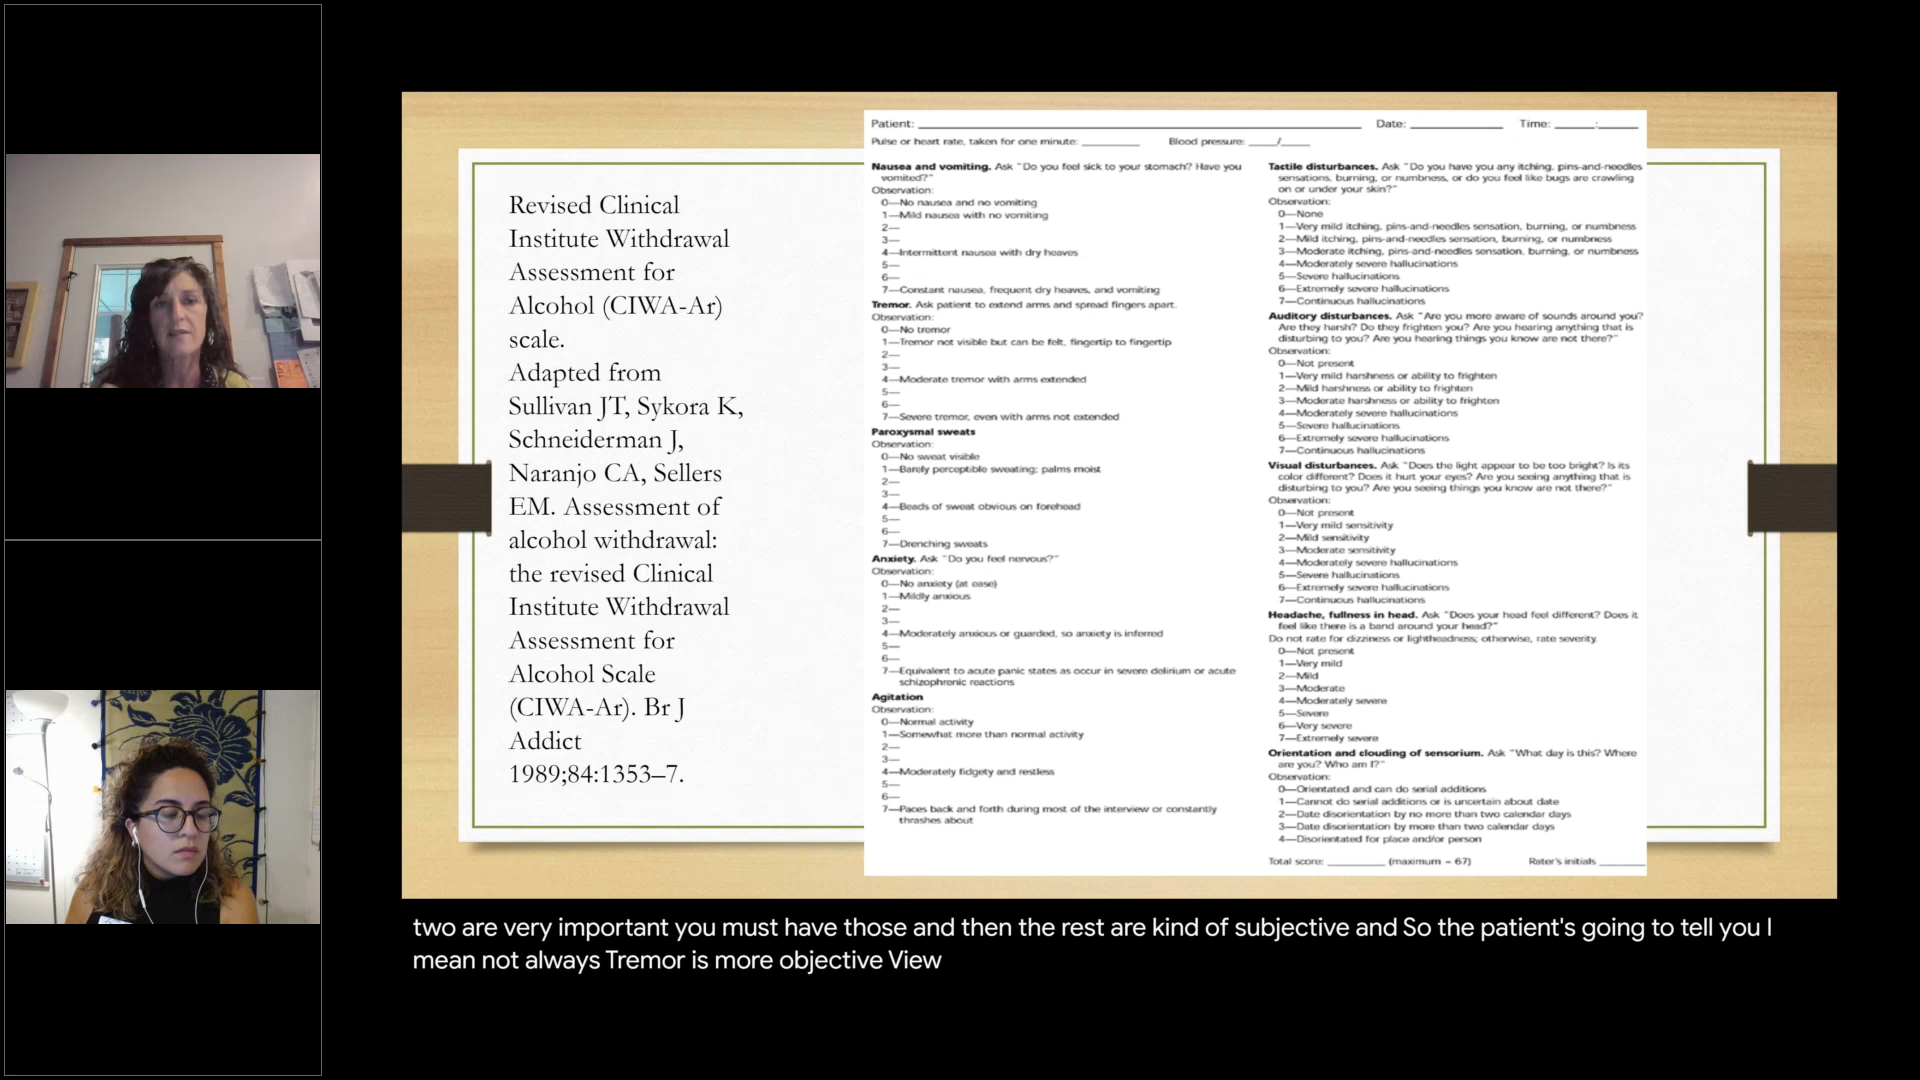 Revised Clinical
Institute Withdrawal
Assessment for
Alcohol (CIWA-Ar)
scale.
Adapted from
Sullivan JT, Sykora K,
Schneiderman J,
Naranjo CA, Sellers
EM. Assessment of
alcohol withdrawal:
the revised Clinical
Institute Withdrawal
Assessment for
Alcohol Scale
(CIWA-Ar). Br J
Addict
1989;84:1353–7.
Patient: ____ Date: ____ Time: ____:____
Pulse or heart rate, taken for one minute: ____ Blood pressure: ____/____
Nausea and vomiting. Ask "Do you feel sick to your stomach? Have you
vomited?"
Observation:
0—No nausea and no vomiting
1—Mild nausea with no vomiting
2—
3—
4—Intermittent nausea with dry heaves
5—
6—
7—Constant nausea, frequent dry heaves, and vomiting
Tremor. Ask patient to extend arms and spread fingers apart.
Observation:
0—No tremor
1—Tremor not visible but can be felt, fingertip to fingertip
2—
3—
4—Moderate tremor with arms extended
5—
6—
7—Severe tremor, even with arms not extended
Paroxysmal sweats
Observation:
0—No sweat visible
1—Barely perceptible sweating; palms moist
2—
3—
4—Beads of sweat obvious on forehead
5—
6—
7—Drenching sweats
Anxiety. Ask "Do you feel nervous?"
Observation:
0—No anxiety (at ease)
1—Mildly anxious
2—
3—
4—Moderately anxious or guarded, so anxiety is inferred
5—
6—
7—Equivalent to acute panic states as occur in severe delirium or acute
schizophrenic reactions
Agitation
Observation:
0—Normal activity
1—Somewhat more than normal activity
2—
3—
4—Moderately fidgety and restless
5—
6—
7—Paces back and forth during most of the interview or constantly
thrashes about
Tactile disturbances. Ask "Do you have you any itching, pins-and-needles
sensations, burning, or numbness, or do you feel like bugs are crawling
on or under your skin?"
Observation:
0—None
1—Very mild itching, pins-and-needles sensation, burning, or numbness
2—Mild itching, pins-and-needles sensation, burning, or numbness
3—Moderate itching, pins-and-needles sensation, burning, or numbness
4—Moderately severe hallucinations
5—Severe hallucinations
6—Extremely severe hallucinations
7—Continuous hallucinations
Auditory disturbances. Ask "Are you more aware of sounds around you?
Are they harsh? Do they frighten you? Are you hearing anything that is
disturbing to you? Are you hearing things you know are not there?"
Observation:
0—Not present
1—Very mild harshness or ability to frighten
2—Mild harshness or ability to frighten
3—Moderate harshness or ability to frighten
4—Moderately severe hallucinations
5—Severe hallucinations
6—Extremely severe hallucinations
7—Continuous hallucinations
Visual disturbances. Ask "Does the light appear to be too bright? Is its
color different? Does it hurt your eyes? Are you seeing anything that is
disturbing to you? Are you seeing things you know are not there?"
Observation:
0—Not present
1—Very mild sensitivity
2—Mild sensitivity
3—Moderate sensitivity
4—Moderately severe hallucinations
5—Severe hallucinations
6—Extremely severe hallucinations
7—Continuous hallucinations
Headache, fullness in head. Ask "Does your head feel different? Does it
feel like there is a band around your head?"
Do not rate for dizziness or lightheadness; otherwise, rate severity.
0—Not present
1—Very mild
2—Mild
3—Moderate
4—Moderately severe
5—Severe
6—Very severe
7—Extremely severe
Orientation and clouding of sensorium. Ask "What day is this? Where
are you? Who am I?"
Observation:
0—Orientated and can do serial additions
1—Cannot do serial additions or is uncertain about date
2—Date disorientation by no more than two calendar days
3—Date disorientation by more than two calendar days
4—Disorientated for place and/or person
Total score: ____ (maximum = 67) Rater's initials ____
two are very important you must have those and then the rest are kind of subjective and So the patient's going to tell you I
mean not always Tremor is more objective View